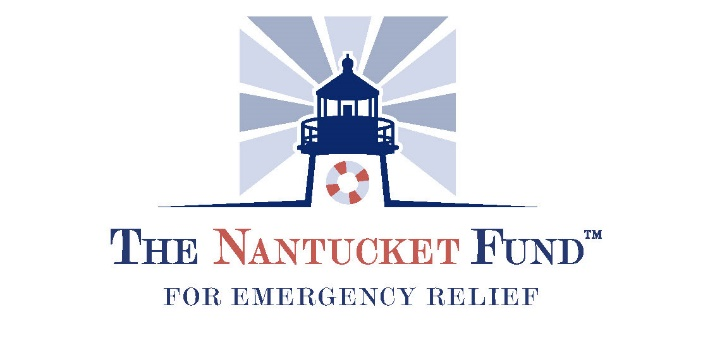 THE NANTUCKET FUND™
FOR EMERGENCY RELIEF